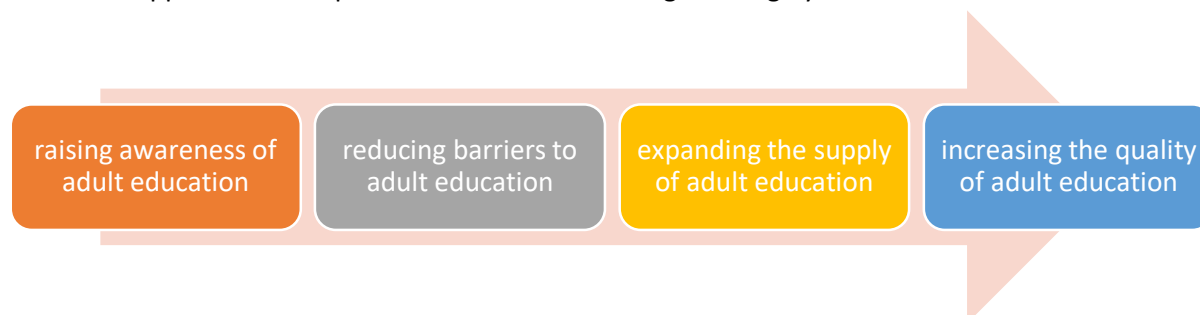 raising awareness of
adult education
reducing barriers to
adult education
expanding the supply
of adult education
increasing the quality
of adult education